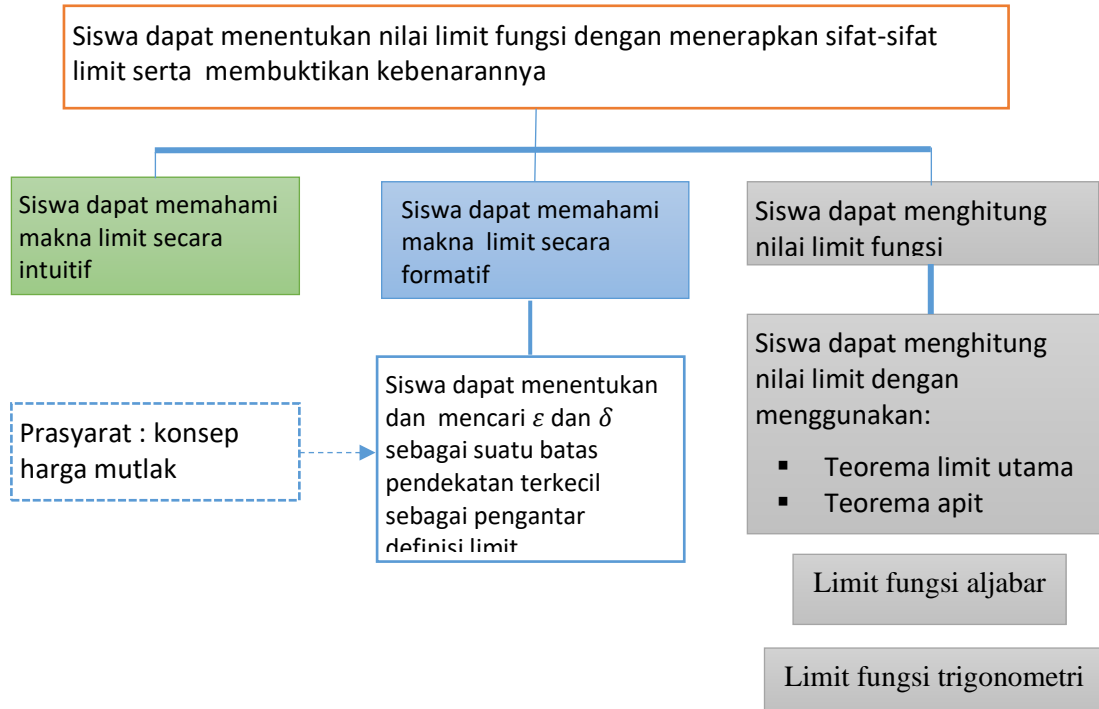 Siswa dapat menentukan nilai limit fungsi dengan menerapkan sifat-sifat
limit serta membuktikan kebenarannya
Siswa dapat memahami
makna limit secara
intuitif
Siswa dapat memahami
makna limit secara
formatif
Siswa dapat menghitung
nilai limit fungsi
Prasyarat : konsep
harga mutlak
Siswa dapat menentukan
dan mencari 𝜀 dan 𝛿
sebagai suatu batas
pendekatan terkecil
sebagai pengantar
definisi limit
Siswa dapat menghitung
nilai limit dengan
menggunakan:
▪ Teorema limit utama
▪ Teorema apit
Limit fungsi aljabar
Limit fungsi trigonometri